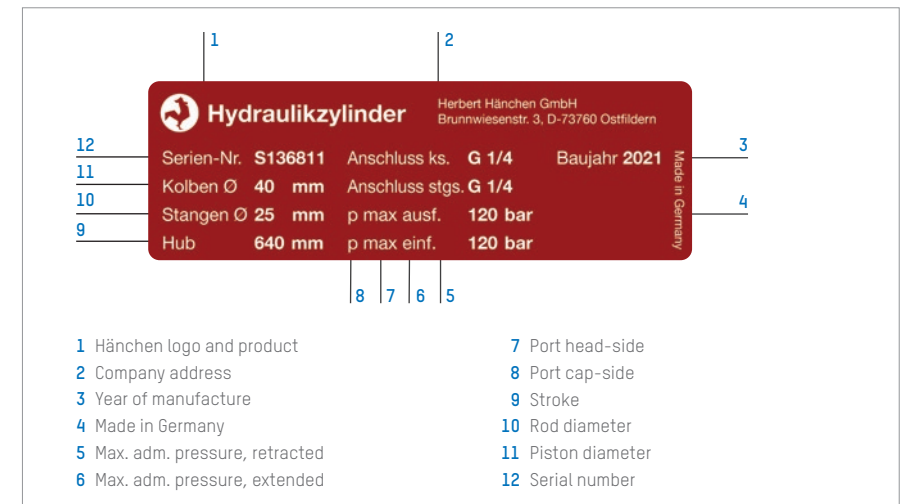 1 2
Hydraulikzylinder
Herbert Hänchen GmbH
Brunnwiesenstr. 3, D-73760 Ostfildern
12 Serien-Nr. S136811 Anschluss ks. G 1/4 Baujahr 2021 3
11 Kolben Ø 40 mm Anschluss stgs. G 1/4
10 Stangen Ø 25 mm p max ausf. 120 bar 4
9 Hub 640 mm p max einf. 120 bar
Made in Germany
8 7 6 5
1 Hänchen logo and product
2 Company address
3 Year of manufacture
4 Made in Germany
5 Max. adm. pressure, retracted
6 Max. adm. pressure, extended
7 Port head-side
8 Port cap-side
9 Stroke
10 Rod diameter
11 Piston diameter
12 Serial number